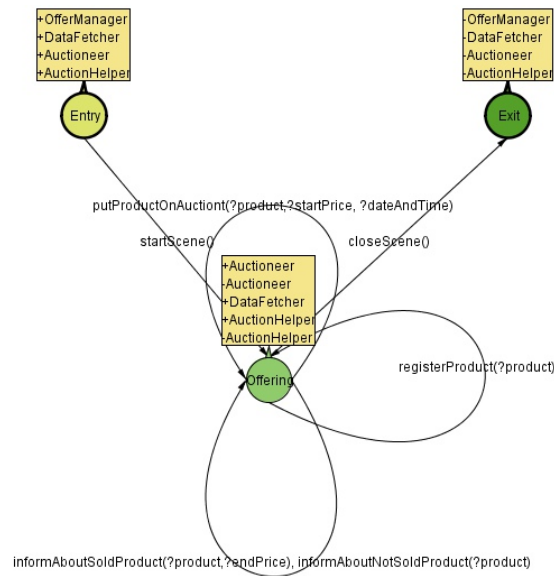 +OfferManager
+DataFetcher
+Auctioneer
+AuctionHelper
Entry
-OfferManager
-DataFetcher
-Auctioneer
-AuctionHelper
Exit
putProductOnAuctiont(?product,?startPrice, ?dateAndTime)
startScene()
closeScene()
+Auctioneer
-Auctioneer
+DataFetcher
+AuctionHelper
-AuctionHelper
Offering
registerProduct(?product)
informAboutSoldProduct(?product,?endPrice), informAboutNotSoldProduct(?product)